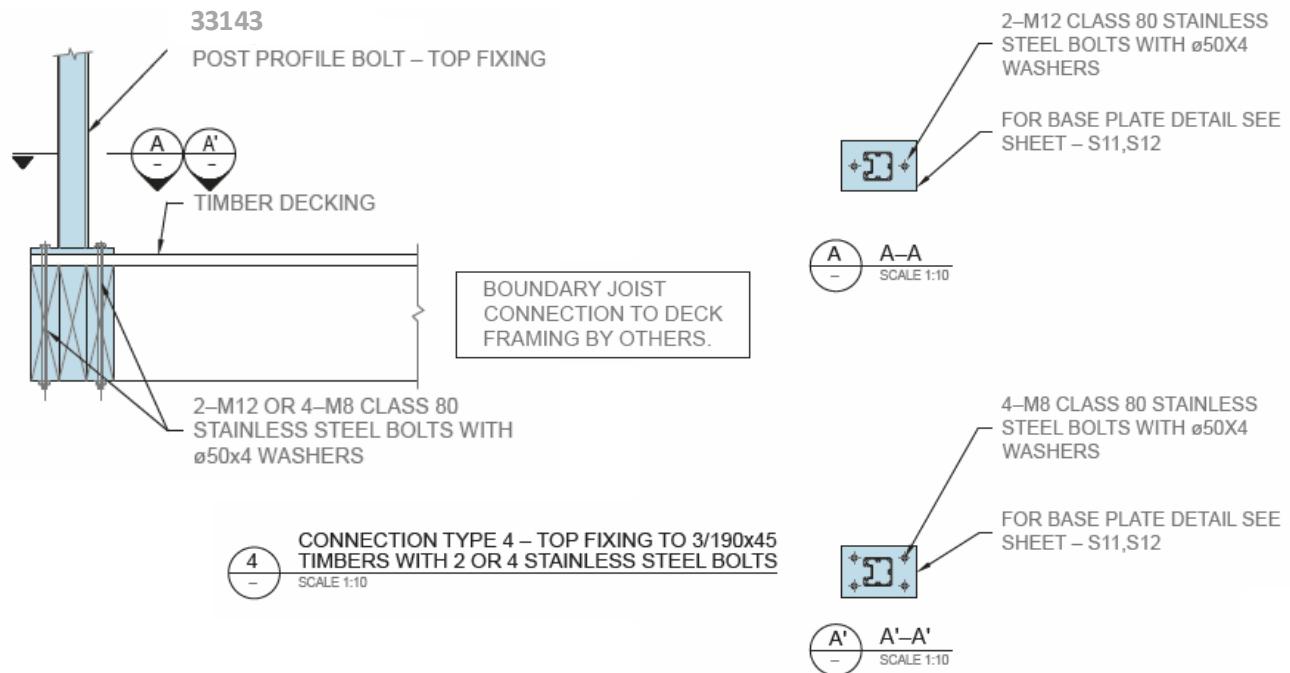 33143
POST PROFILE BOLT – TOP FIXING
A
–
A'
–
TIMBER DECKING
BOUNDARY JOIST
CONNECTION TO DECK
FRAMING BY OTHERS.
2–M12 OR 4–M8 CLASS 80
STAINLESS STEEL BOLTS WITH
ø50x4 WASHERS
4
–
CONNECTION TYPE 4 – TOP FIXING TO 3/190x45
TIMBERS WITH 2 OR 4 STAINLESS STEEL BOLTS
SCALE 1:10
2–M12 CLASS 80 STAINLESS
STEEL BOLTS WITH ø50X4
WASHERS
FOR BASE PLATE DETAIL SEE
SHEET – S11,S12
A
–
A–A
SCALE 1:10
4–M8 CLASS 80 STAINLESS
STEEL BOLTS WITH ø50X4
WASHERS
FOR BASE PLATE DETAIL SEE
SHEET – S11,S12
A'
–
A'–A'
SCALE 1:10